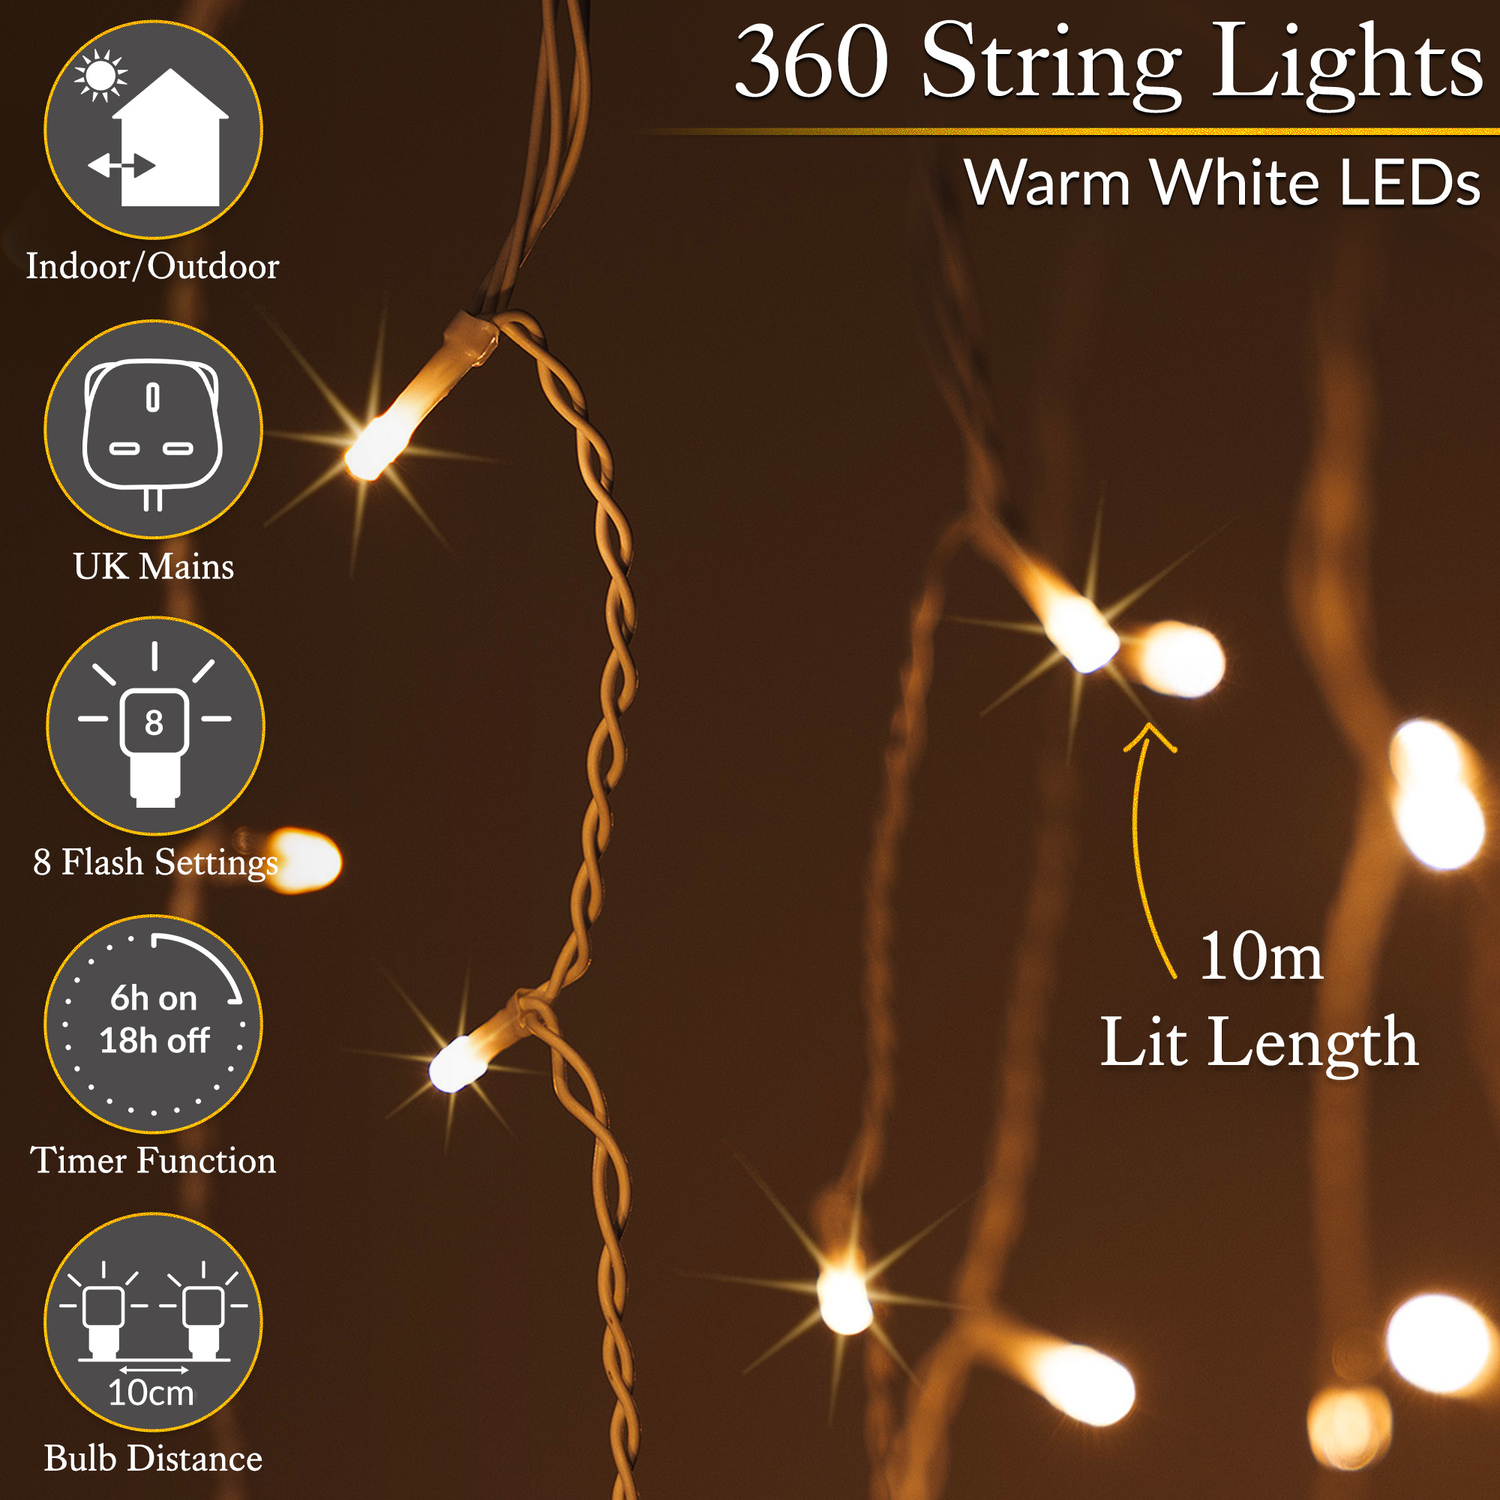 360 String Lights
Warm White LEDs
Indoor/Outdoor
UK Mains
8
8 Flash Settings
6h on
18h off
Timer Function
10cm
Bulb Distance
10m
Lit Length